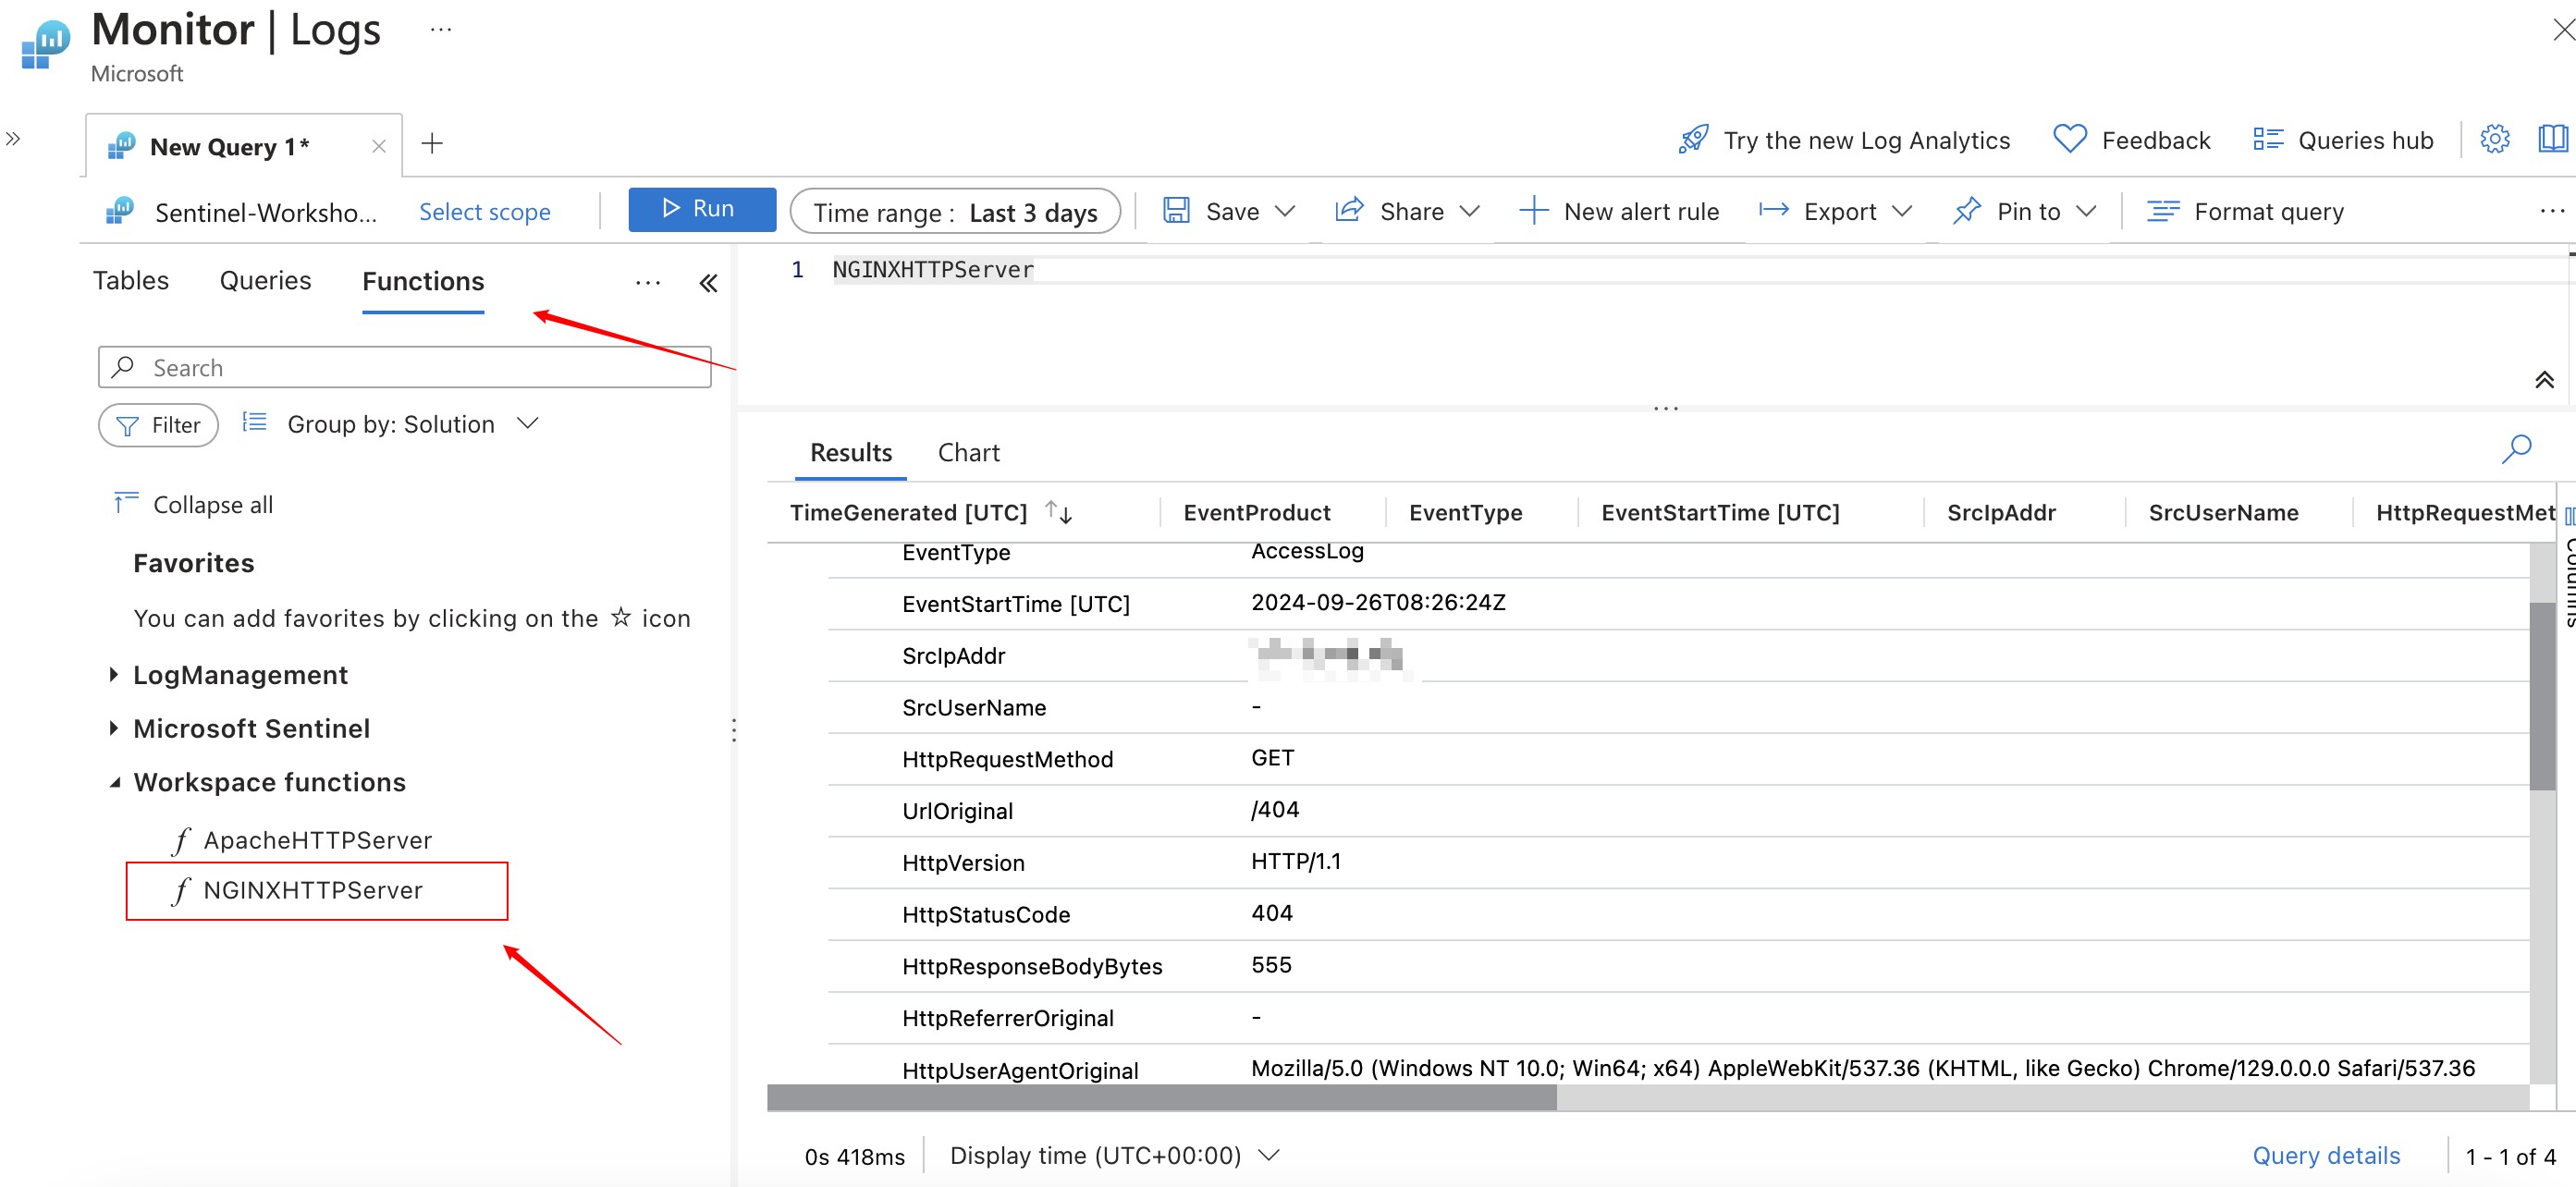 Monitor | Logs ...
Microsoft
New Query 1*
Try the new Log Analytics
Feedback
Queries hub
Sentinel-Worksho...
Select scope
Run
Time range : Last 3 days
Save
Share
New alert rule
Export
Pin to
Format query
...
Tables
Queries
Functions
...
1 NGINXHTTPServer
Search
Filter
Group by: Solution
Collapse all
Favorites
You can add favorites by clicking on the ☆ icon
LogManagement
Microsoft Sentinel
Workspace functions
f ApacheHTTPServer
f NGINXHTTPServer
...
Results
Chart
TimeGenerated [UTC] EventProduct EventType EventStartTime [UTC] SrcIpAddr SrcUserName HttpRequestMet
Columns
EventType AccessLog
EventStartTime [UTC] 2024-09-26T08:26:24Z
SrcIpAddr
SrcUserName -
HttpRequestMethod GET
UrlOriginal /404
HttpVersion HTTP/1.1
HttpStatusCode 404
HttpResponseBodyBytes 555
HttpReferrerOriginal -
HttpUserAgentOriginal Mozilla/5.0 (Windows NT 10.0; Win64; x64) AppleWebKit/537.36 (KHTML, like Gecko) Chrome/129.0.0.0 Safari/537.36
0s 418ms
Display time (UTC+00:00)
Query details
1 - 1 of 4